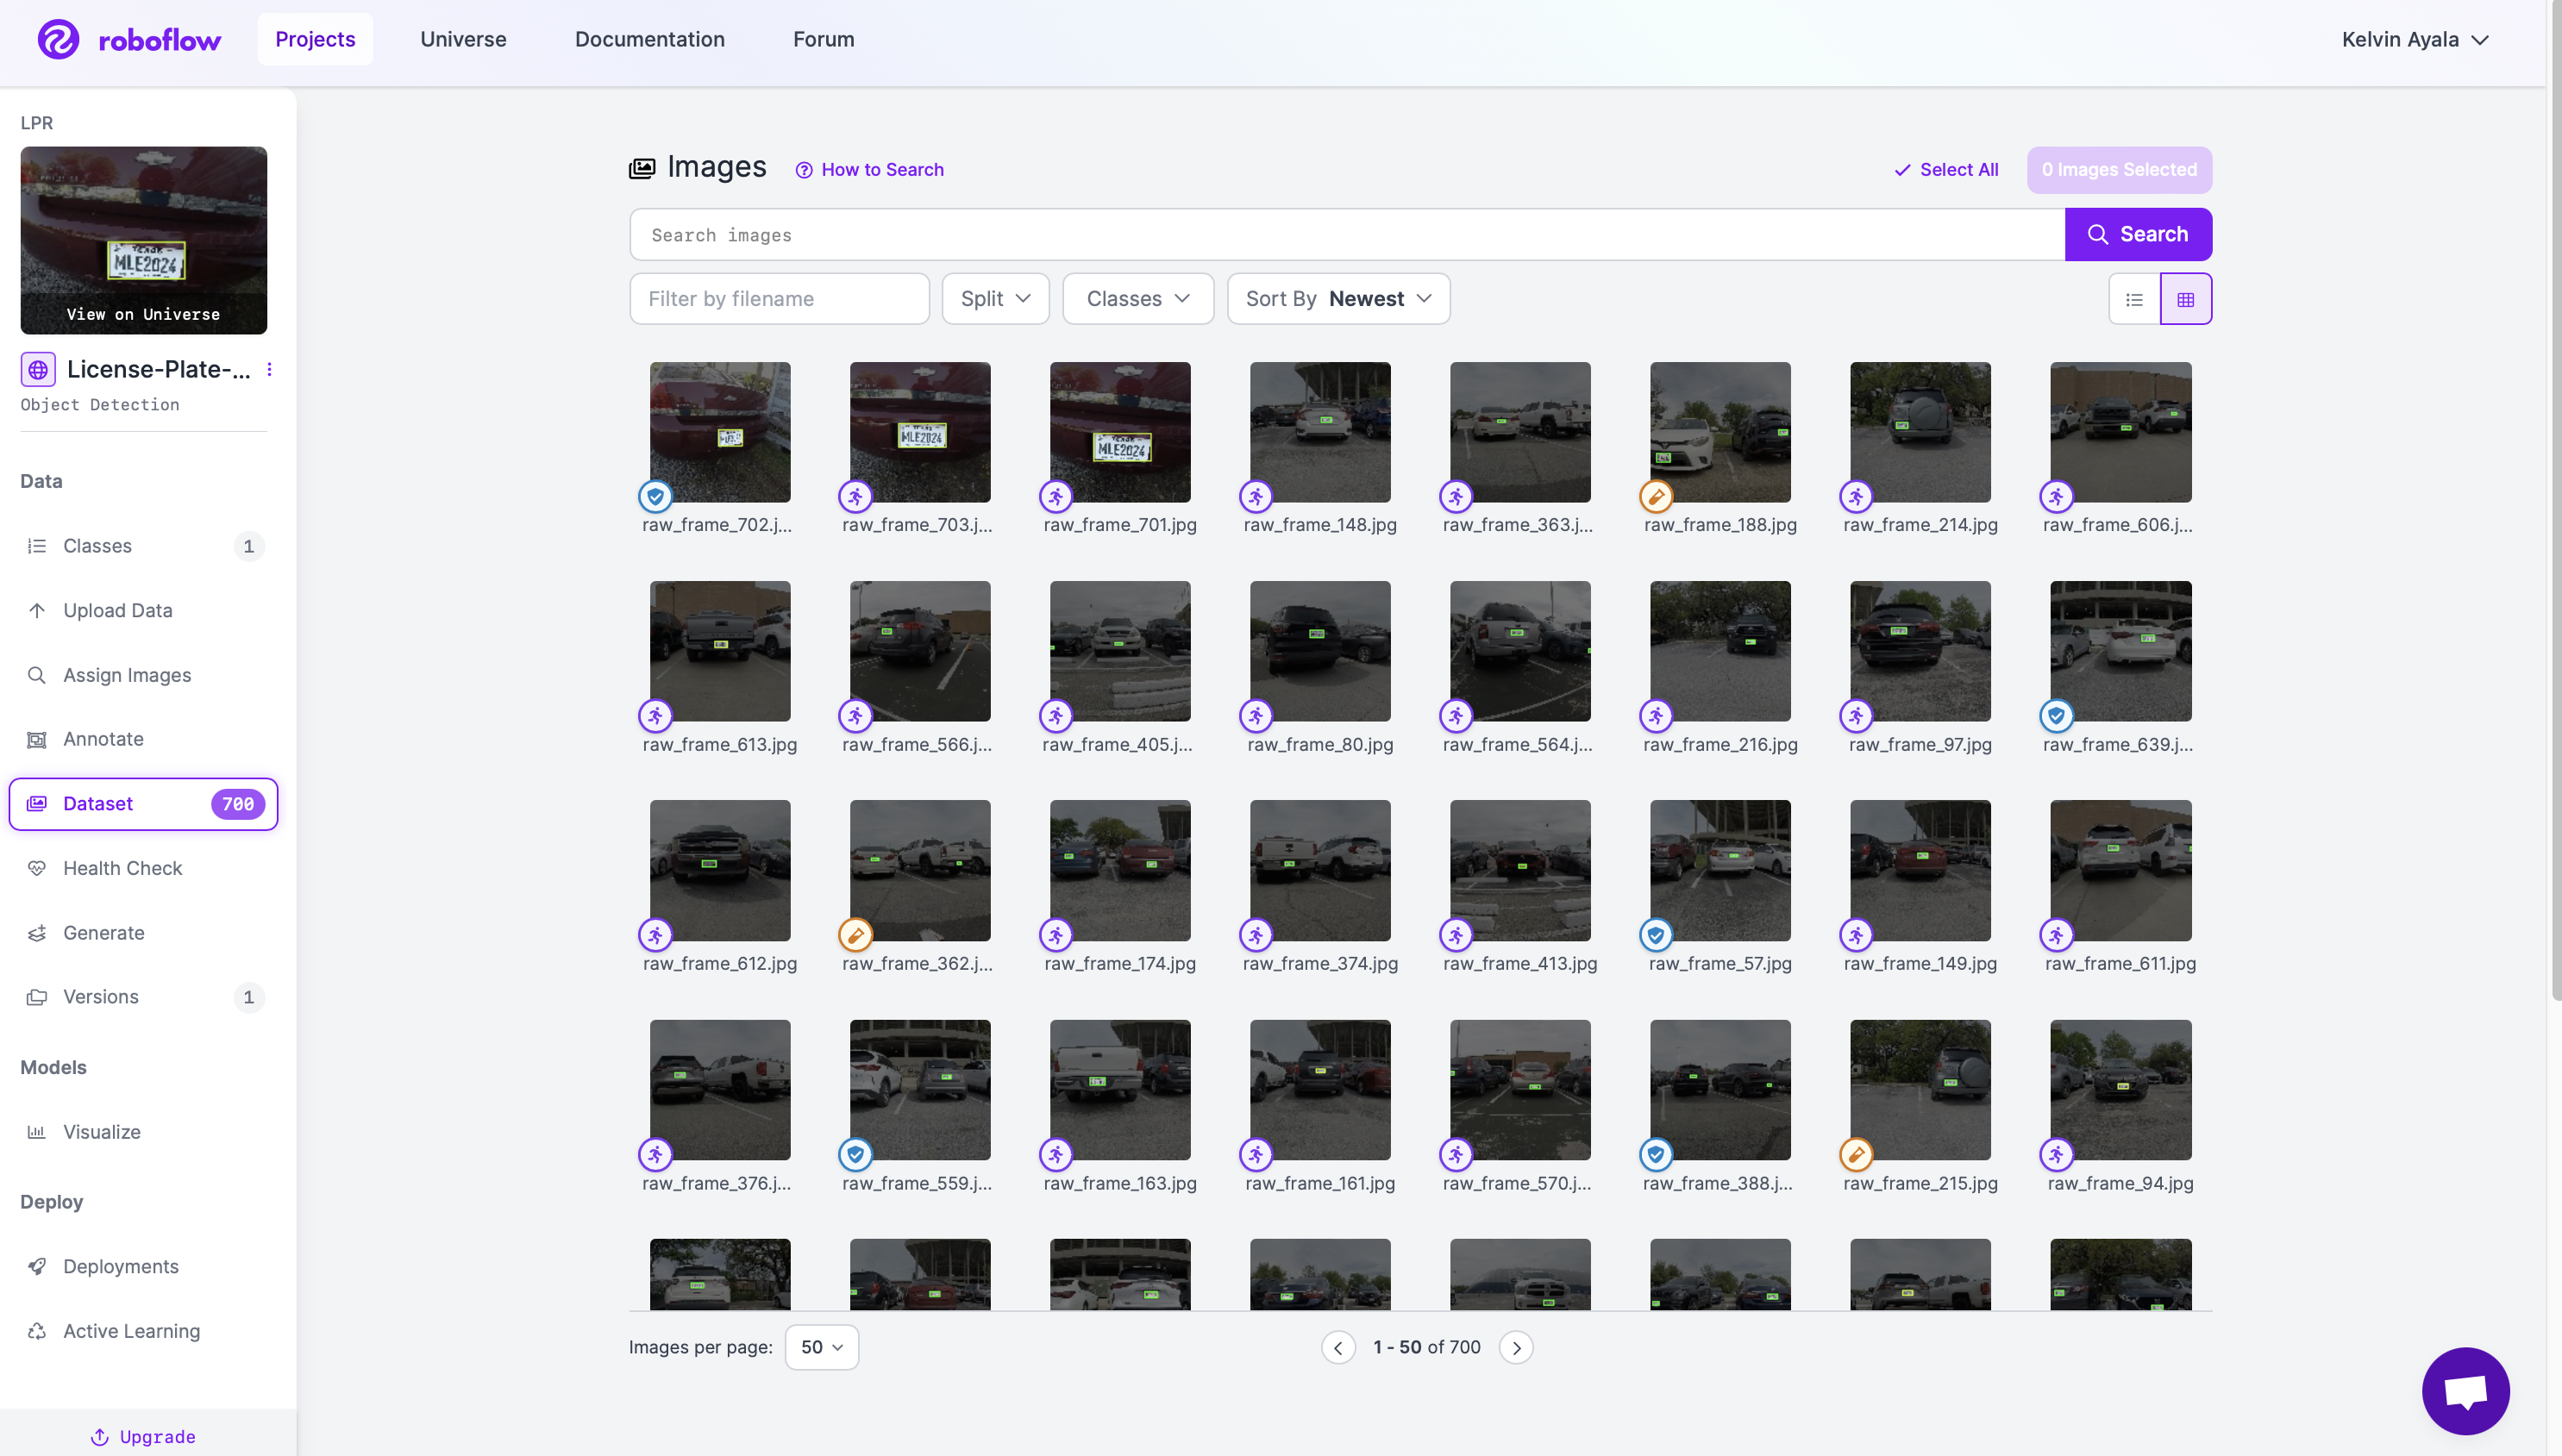 roboflow Projects Universe Documentation Forum Kelvin Ayala
LPR
MLE2024
View on Universe
License-Plate-...
Object Detection
Data
Classes 1
Upload Data
Assign Images
Annotate
Dataset 700
Health Check
Generate
Versions 1
Models
Visualize
Deploy
Deployments
Active Learning
Upgrade
Images How to Search Select All 0 Images Selected
Search images Search
Filter by filename Split Classes Sort By Newest
MLE2024 MLE2024
raw_frame_702.j... raw_frame_703.j... raw_frame_701.jpg raw_frame_148.jpg raw_frame_363.j... raw_frame_188.jpg raw_frame_214.jpg raw_frame_606.j...
raw_frame_613.jpg raw_frame_566.j... raw_frame_405.j... raw_frame_80.jpg raw_frame_564.j... raw_frame_216.jpg raw_frame_97.jpg raw_frame_639.j...
raw_frame_612.jpg raw_frame_362.j... raw_frame_174.jpg raw_frame_374.jpg raw_frame_413.jpg raw_frame_57.jpg raw_frame_149.jpg raw_frame_611.jpg
raw_frame_376.j... raw_frame_559.j... raw_frame_163.jpg raw_frame_161.jpg raw_frame_570.j... raw_frame_388.j... raw_frame_215.jpg raw_frame_94.jpg
Images per page: 50 1 - 50 of 700